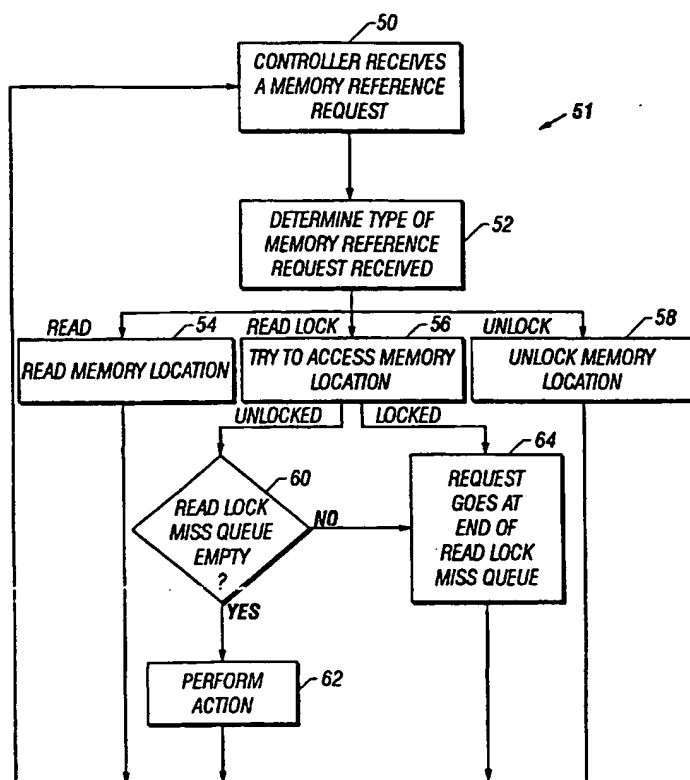 50
CONTROLLER RECEIVES
A MEMORY REFERENCE
REQUEST
51
DETERMINE TYPE OF
MEMORY REFERENCE
REQUEST RECEIVED
52
READ
54
READ LOCK
56
UNLOCK
58
READ MEMORY LOCATION
TRY TO ACCESS MEMORY
LOCATION
UNLOCK MEMORY
LOCATION
UNLOCKED
LOCKED
60
READ LOCK
MISS QUEUE
EMPTY
?
NO
YES
64
REQUEST
GOES AT
END OF
READ LOCK
MISS QUEUE
PERFORM
ACTION
62